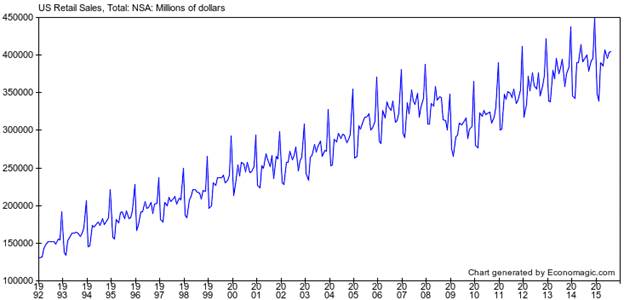 US Retail Sales, Total: NSA: Millions of dollars
450000
400000
350000
300000
250000
200000
150000
100000
Chart generated by Economagic.com
19 19 19 19 19 19 19 19 20 20 20 20 20 20 20 20 20 20 20 20 20 20 20 20
92 93 94 95 96 97 98 99 00 01 02 03 04 05 06 07 08 09 10 11 12 13 14 15